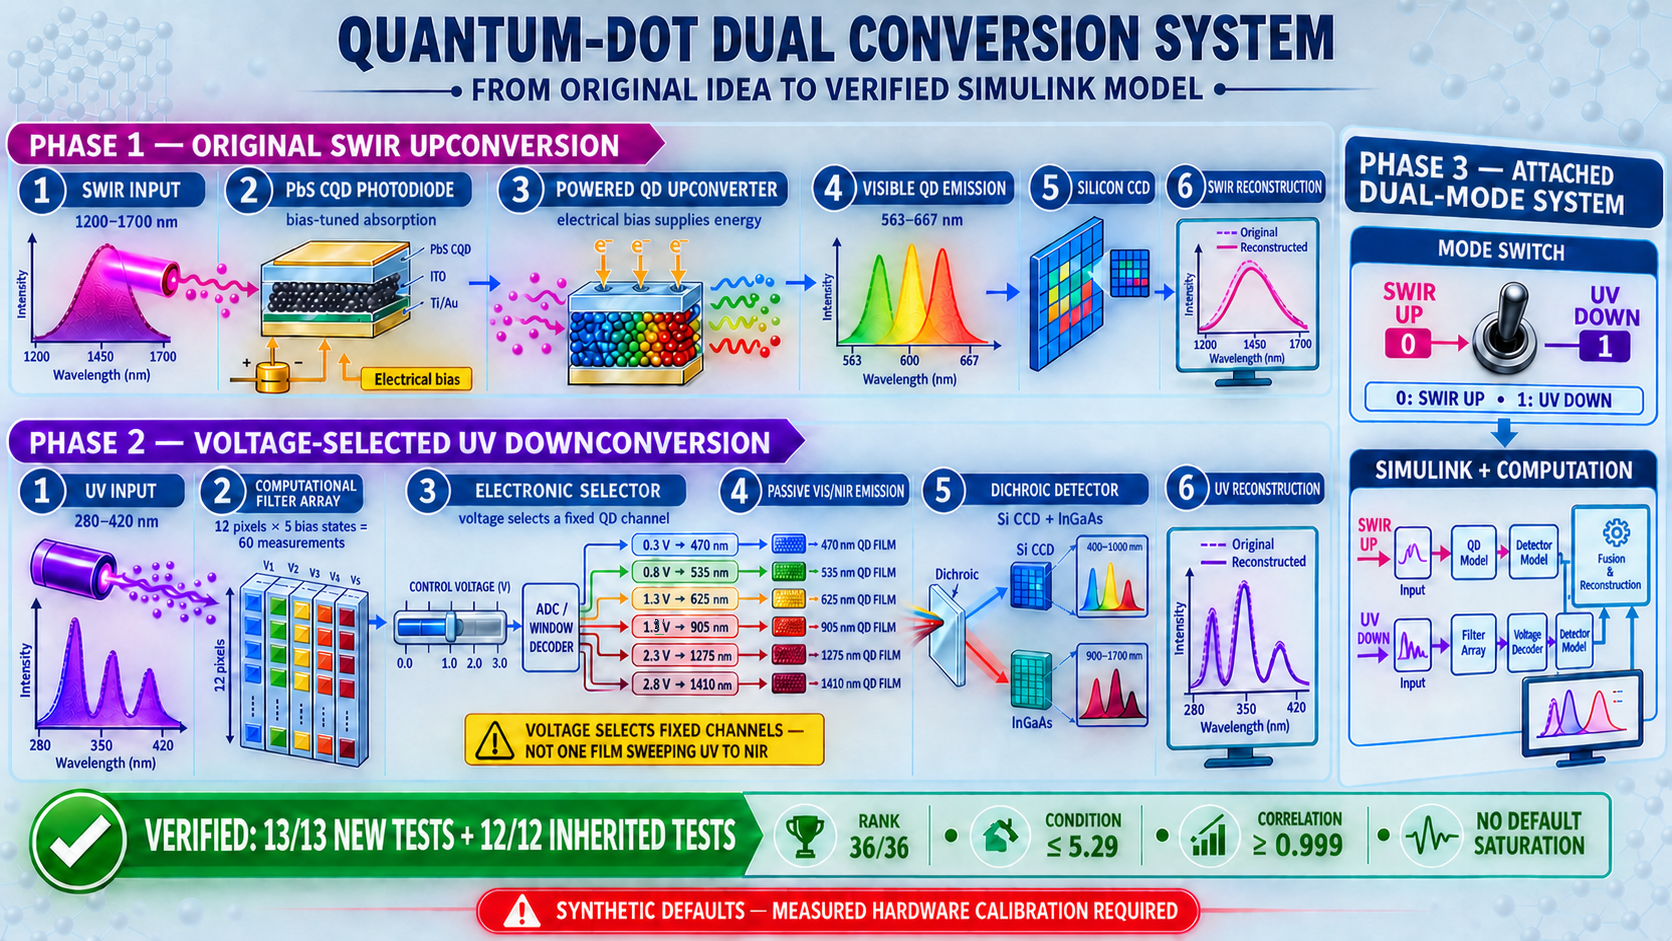 QUANTUM-DOT DUAL CONVERSION SYSTEM
FROM ORIGINAL IDEA TO VERIFIED SIMULINK MODEL
PHASE 1 — ORIGINAL SWIR UPCONVERSION
1 SWIR INPUT
1200–1700 nm
Intensity
1200 1450 1700
Wavelength (nm)
2 PbS CQD PHOTODIODE
bias-tuned absorption
PbS CQD
ITO
Ti/Au
+ −
Electrical bias
3 POWERED QD UPCONVERTER
electrical bias supplies energy
e⁻ e⁻ e⁻
4 VISIBLE QD EMISSION
563–667 nm
Intensity
563 600 667
Wavelength (nm)
5 SILICON CCD
6 SWIR RECONSTRUCTION
Original
Reconstructed
Intensity
1200 1450 1700
Wavelength (nm)
PHASE 2 — VOLTAGE-SELECTED UV DOWNCONVERSION
1 UV INPUT
280–420 nm
Intensity
280 350 420
Wavelength (nm)
2 COMPUTATIONAL
FILTER ARRAY
12 pixels × 5 bias states =
60 measurements
V₁ V₂ V₃ V₄ Vs
12 pixels
3 ELECTRONIC SELECTOR
voltage selects a fixed QD channel
CONTROL VOLTAGE (V)
0.0 1.0 2.0 3.0
ADC /
WINDOW
DECODER
0.3 V → 470 nm
0.8 V → 535 nm
1.3 V → 625 nm
→ 905 nm
2.3 V → 1275 nm
2.8 V → 1410 nm
4 PASSIVE VIS/NIR EMISSION
470 nm QD FILM
535 nm QD FILM
625 nm QD FILM
905 nm QD FILM
1275 nm QD FILM
1410 nm QD FILM
VOLTAGE SELECTS FIXED CHANNELS —
NOT ONE FILM SWEEPING UV TO NIR
5 DICHROIC DETECTOR
Si CCD + InGaAs
Si CCD
400–1000 nm
Dichroic
900–1700 nm
InGaAs
6 UV RECONSTRUCTION
Original
Reconstructed
Intensity
280 350 420
Wavelength (nm)
PHASE 3 — ATTACHED
DUAL-MODE SYSTEM
MODE SWITCH
SWIR
UP
0
UV
DOWN
1
0: SWIR UP • 1: UV DOWN
SIMULINK + COMPUTATION
SWIR
UP
Input
QD
Model
Detector
Model
Fusion
&
Reconstruction
UV
DOWN
Input
Filter
Array
Voltage
Decoder
Detector
Model
VERIFIED: 13/13 NEW TESTS + 12/12 INHERITED TESTS
RANK
36/36
CONDITION
≤ 5.29
CORRELATION
≥ 0.999
NO DEFAULT
SATURATION
SYNTHETIC DEFAULTS — MEASURED HARDWARE CALIBRATION REQUIRED